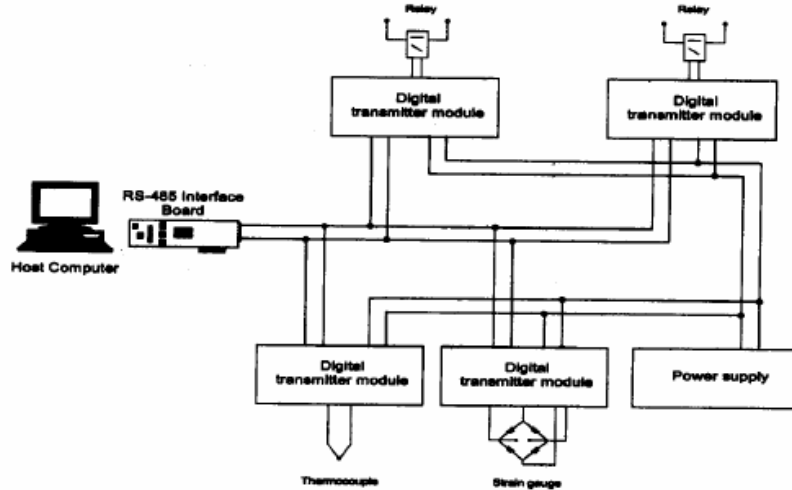 Relay
Relay
Digital
transmitter module
Digital
transmitter module
RS-485 Interface
Board
Host Computer
Digital
transmitter module
Digital
transmitter module
Power supply
Thermocouple
Strain gauge